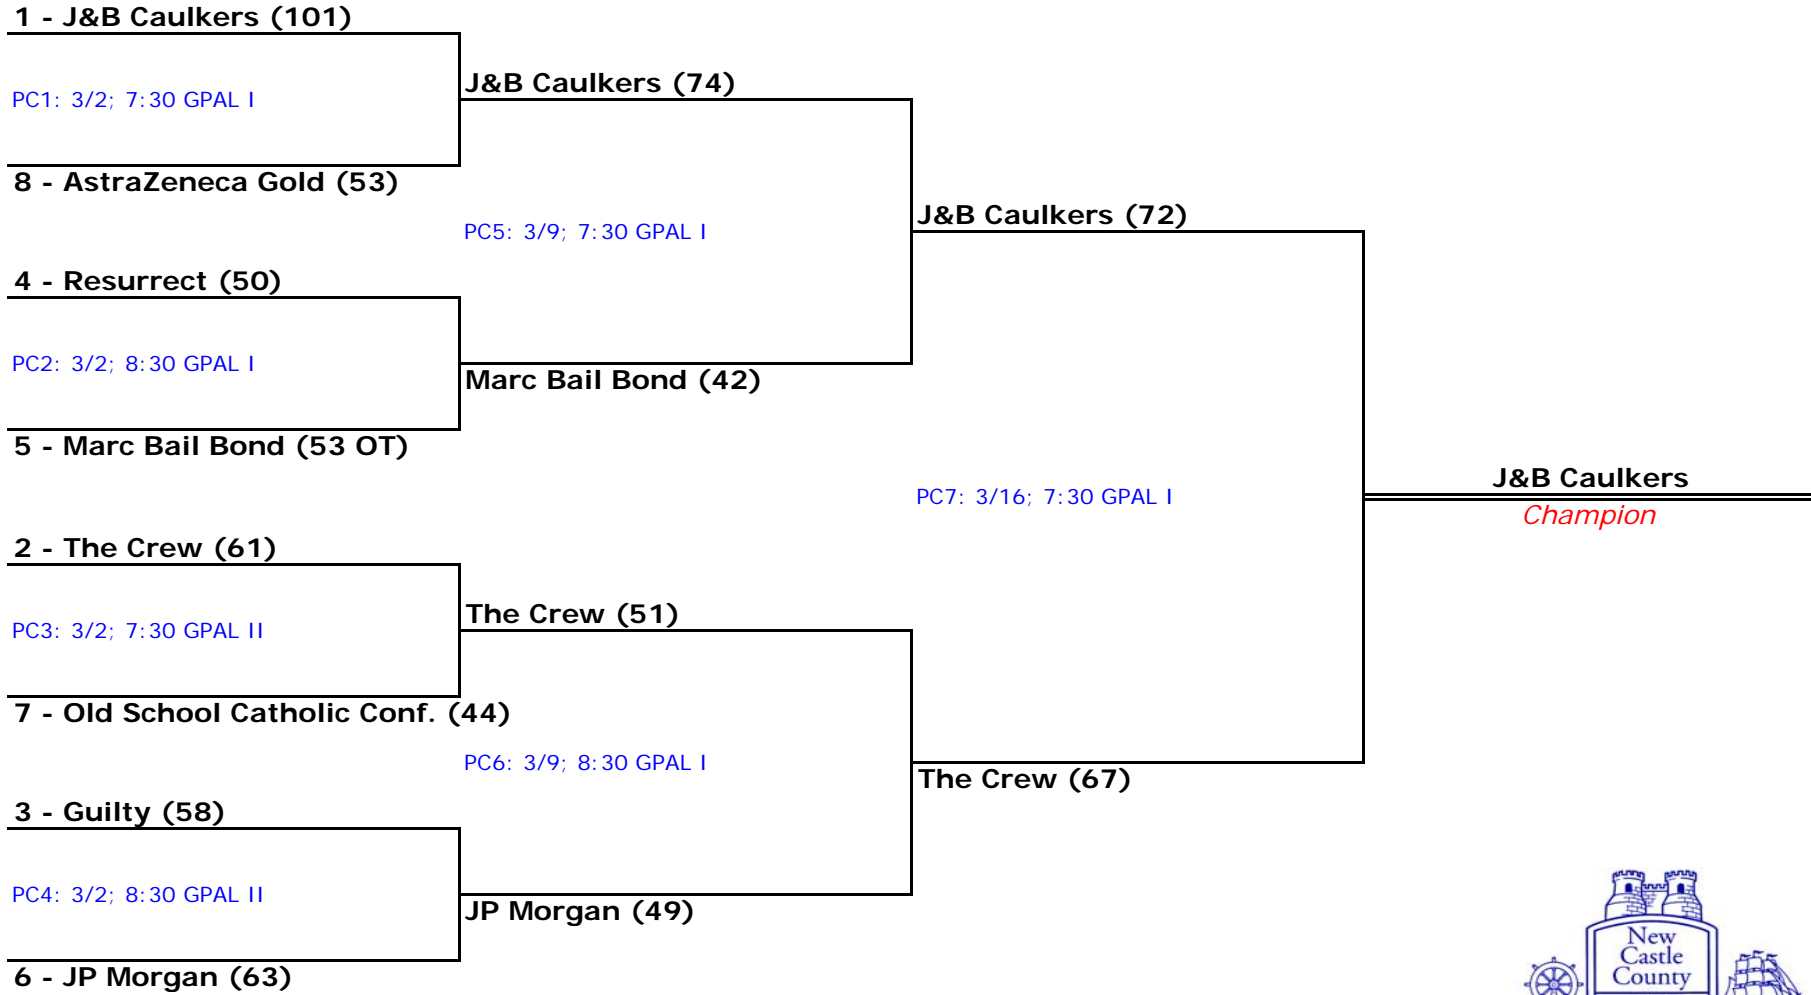 1 - J&B Caulkers (101)
PC1: 3/2; 7:30 GPAL I
8 - AstraZeneca Gold (53)
4 - Resurrect (50)
PC2: 3/2; 8:30 GPAL I
5 - Marc Bail Bond (53 OT)
2 - The Crew (61)
PC3: 3/2; 7:30 GPAL II
7 - Old School Catholic Conf. (44)
3 - Guilty (58)
PC4: 3/2; 8:30 GPAL II
6 - JP Morgan (63)
J&B Caulkers (74)
PC5: 3/9; 7:30 GPAL I
Marc Bail Bond (42)
The Crew (51)
PC6: 3/9; 8:30 GPAL I
JP Morgan (49)
J&B Caulkers (72)
PC7: 3/16; 7:30 GPAL I
The Crew (67)
J&B Caulkers
Champion
New
Castle
County